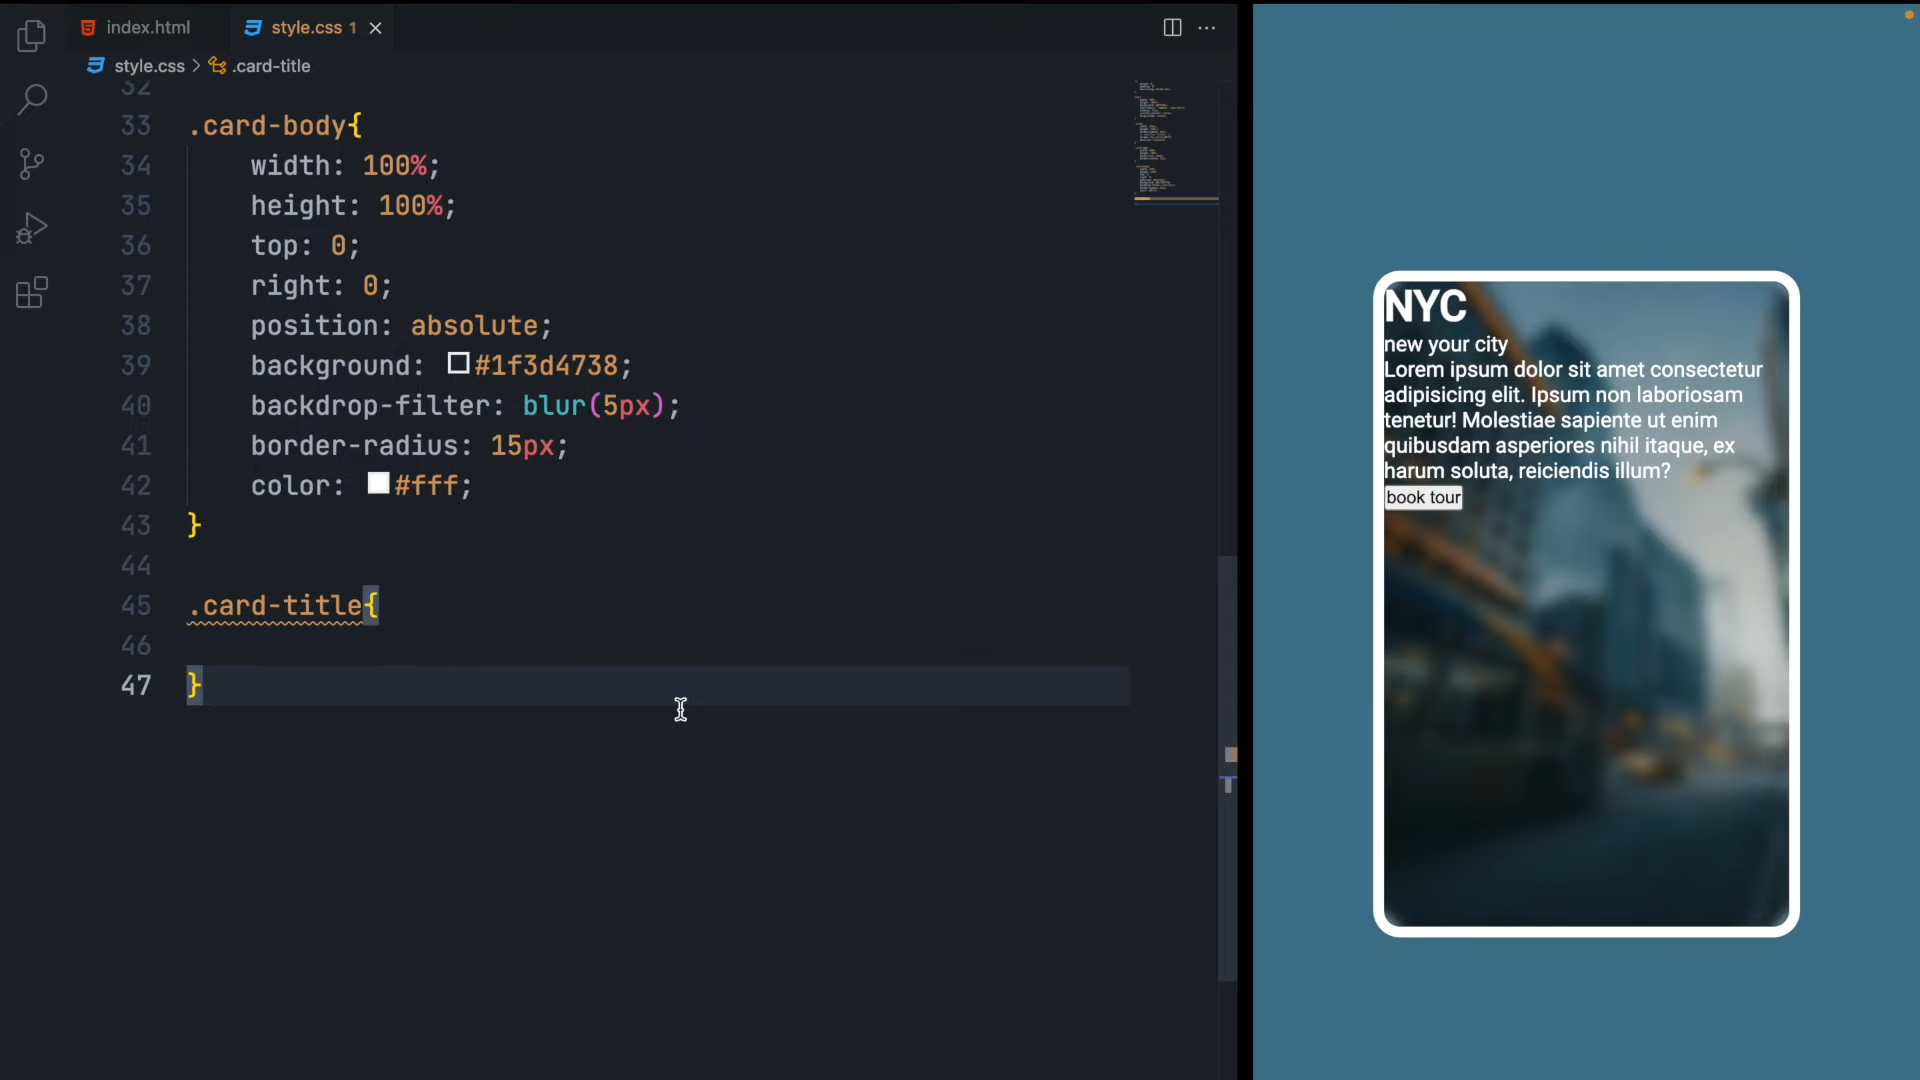 index.html
style.css 1
style.css > .card-title
32
33 .card-body{
34 width: 100%;
35 height: 100%;
36 top: 0;
37 right: 0;
38 position: absolute;
39 background: #1f3d4738;
40 backdrop-filter: blur(5px);
41 border-radius: 15px;
42 color: #fff;
43 }
44
45 .card-title{
46
47 }
NYC
new your city
Lorem ipsum dolor sit amet consectetur
adipisicing elit. Ipsum non laboriosam
tenetur! Molestiae sapiente ut enim
quibusdam asperiores nihil itaque, ex
harum soluta, reiciendis illum?
book tour